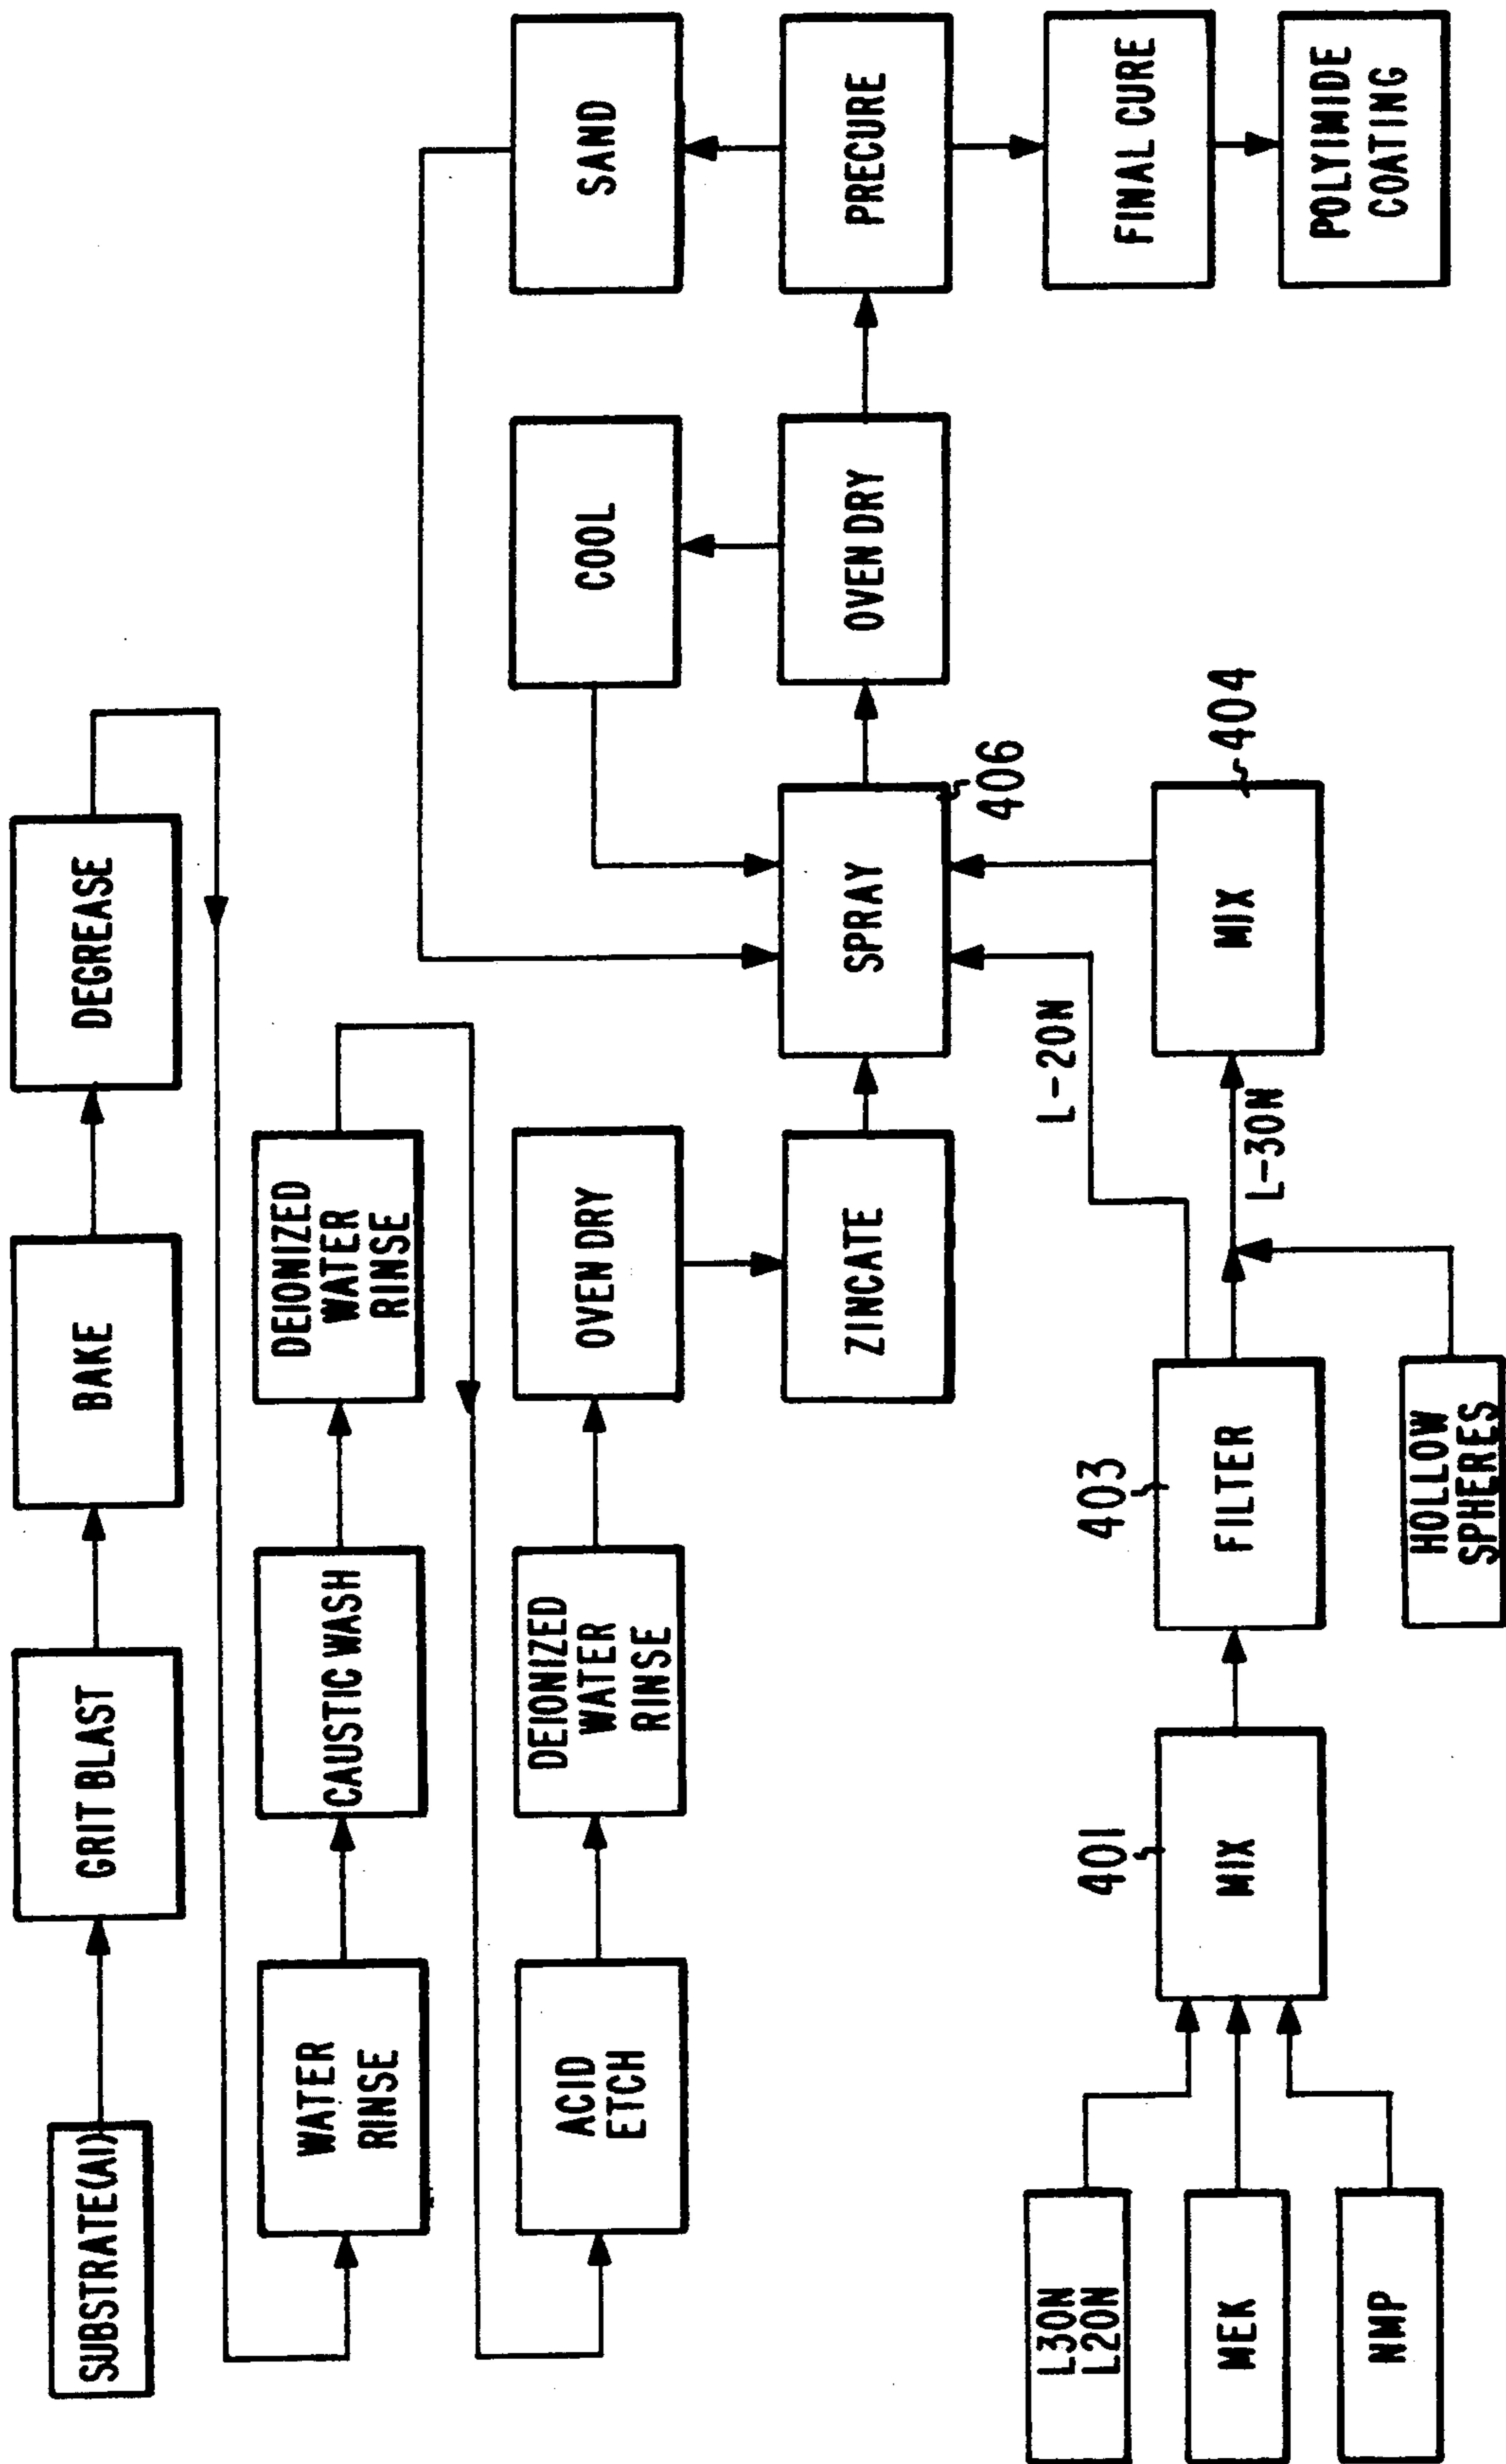 SUBSTRATE(Al)
GRIT BLAST
BAKE
DEGREASE
WATER
RINSE
CAUSTIC WASH
DEIONIZED
WATER
RINSE
ACID
ETCH
DEIONIZED
WATER
RINSE
OVEN DRY
ZINCATE
SPRAY
406
COOL
OVEN DRY
SAND
PRECURE
FINAL CURE
POLYIMIDE
COATING
L30N
L20N
MEK
NMP
401
MIX
403
FILTER
HOLLOW
SPHERES
L-20N
L-30N
MIX
404